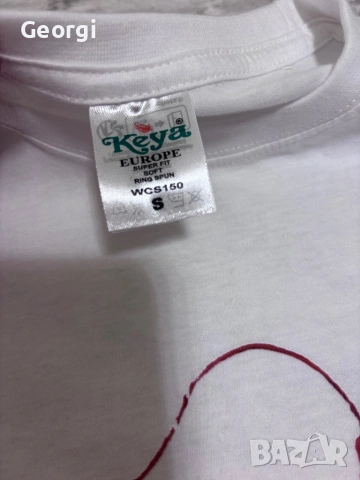 Georgi
Keya
EUROPE
SUPER FIT
SOFT
RING SPUN
WCS150
S
BAZAR